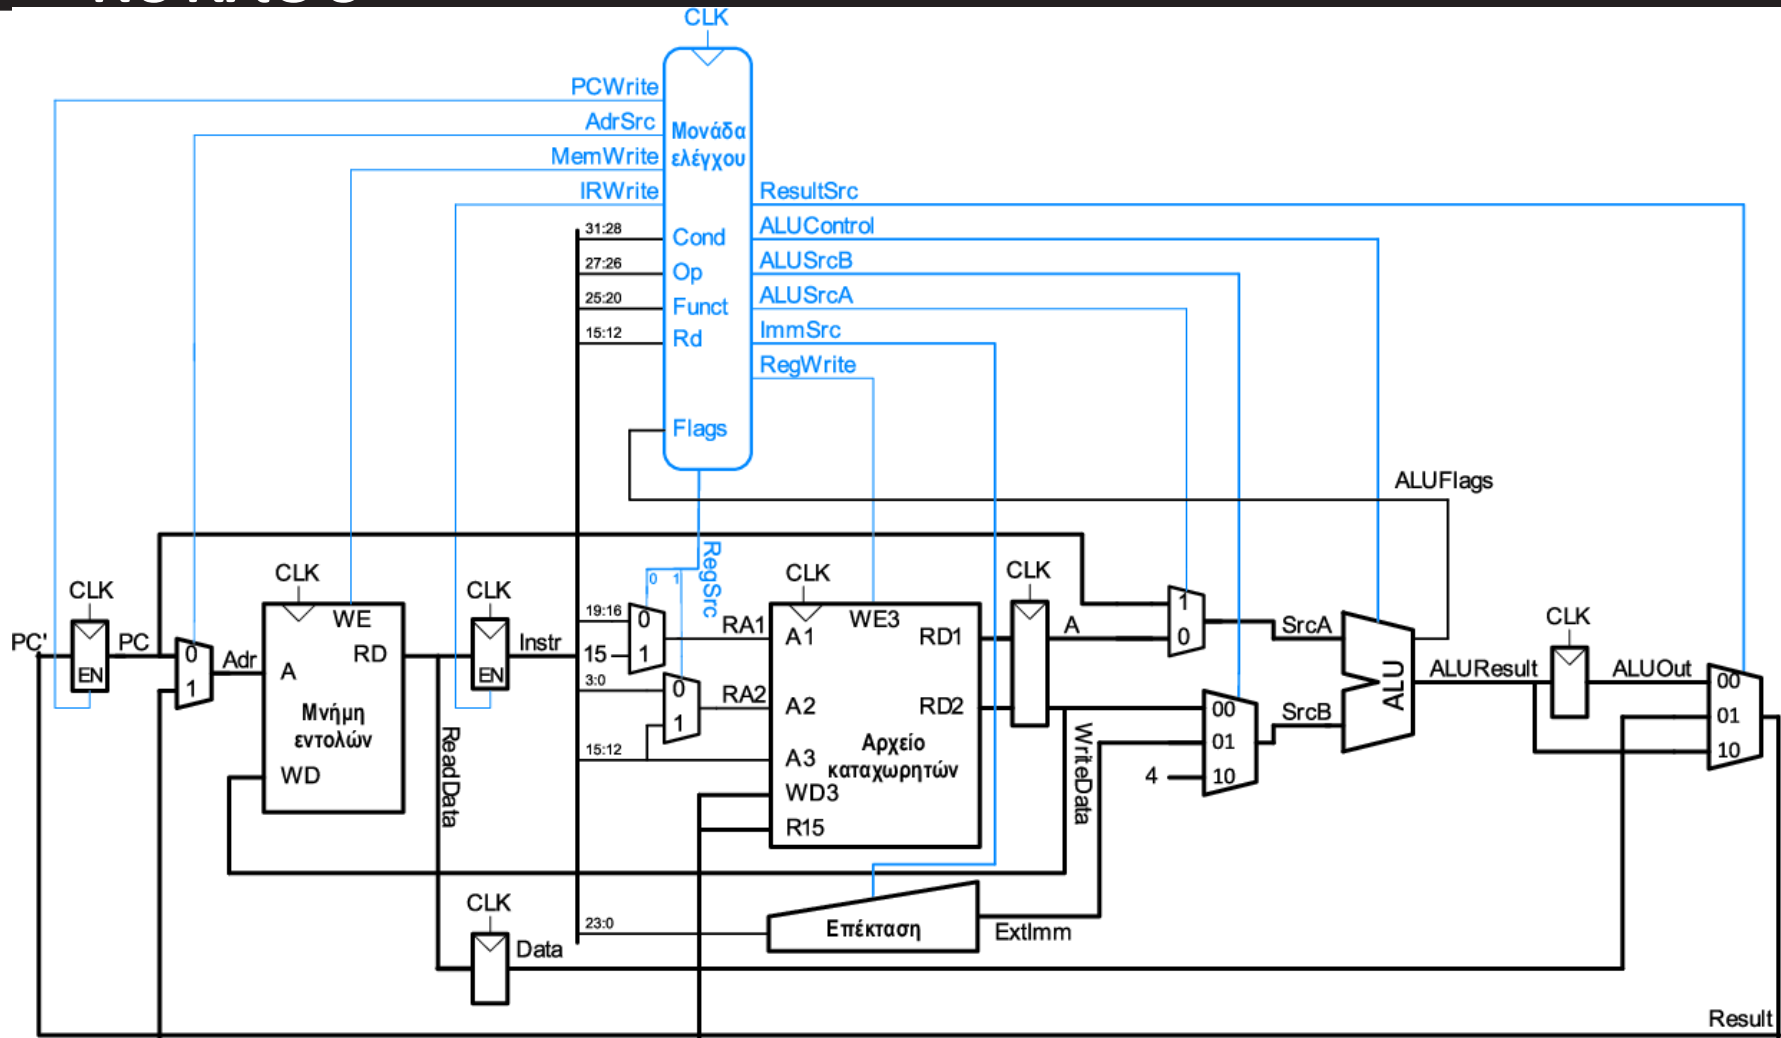 CLK
PCWrite
AdrSrc
MemWrite
IRWrite
Μονάδα
ελέγχου
31:28
Cond
27:26
Op
25:20
Funct
15:12
Rd
Flags
ResultSrc
ALUControl
ALUSrcB
ALUSrcA
ImmSrc
RegWrite
ALUFlags
RegSrc
0 1
PC'
CLK
EN
PC
0
1
Adr
CLK
WE
A
RD
Μνήμη
εντολών
WD
ReadData
CLK
EN
Instr
19:16
15
3:0
15:12
0
1
RA1
0
1
RA2
CLK
WE3
A1
RD1
A2
RD2
A3
Αρχείο
καταχωρητών
WD3
R15
CLK
A
WriteData
1
0
SrcA
00
01
4
10
SrcB
ALU
ALUResult
CLK
ALUOut
00
01
10
CLK
Data
23:0
Επέκταση
ExtImm
Result